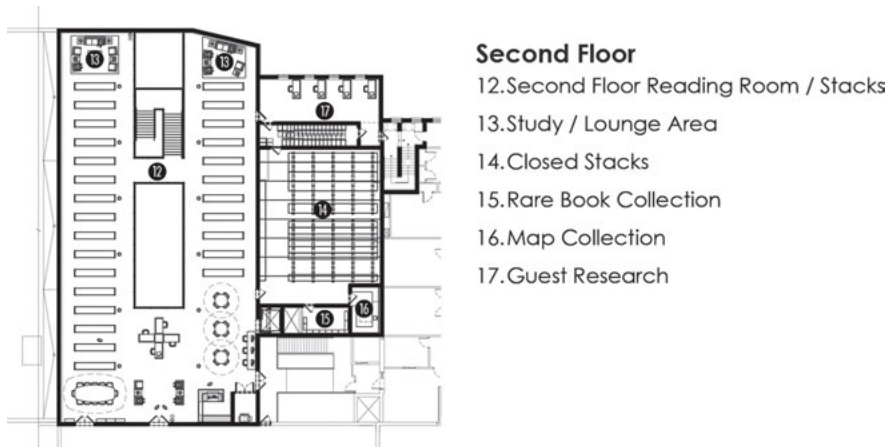 13
13
17
12
14
16
15
Second Floor
12.Second Floor Reading Room / Stacks
13.Study / Lounge Area
14.Closed Stacks
15.Rare Book Collection
16.Map Collection
17.Guest Research